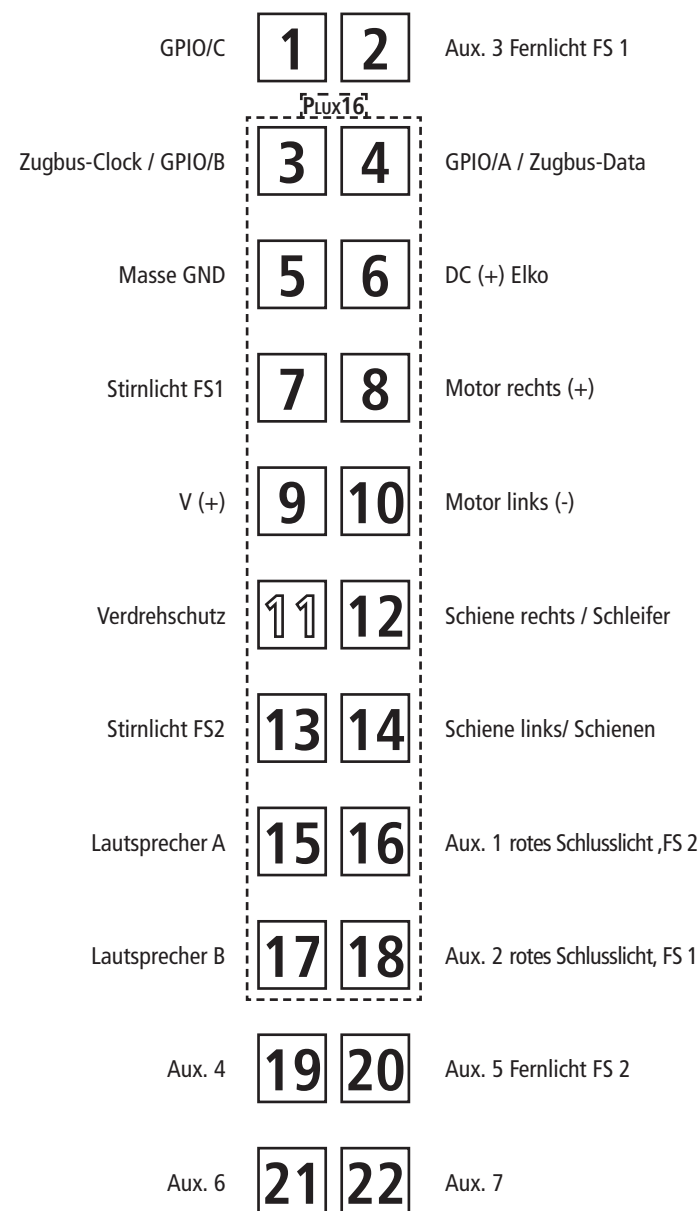 GPIO/C 1 2 Aux. 3 Fernlicht FS 1
PLUX16
Zugbus-Clock / GPIO/B 3 4 GPIO/A / Zugbus-Data
Masse GND 5 6 DC (+) Elko
Stirnlicht FS1 7 8 Motor rechts (+)
V (+) 9 10 Motor links (-)
Verdrehschutz 11 12 Schiene rechts / Schleifer
Stirnlicht FS2 13 14 Schiene links/ Schienen
Lautsprecher A 15 16 Aux. 1 rotes Schlusslicht ,FS 2
Lautsprecher B 17 18 Aux. 2 rotes Schlusslicht, FS 1
Aux. 4 19 20 Aux. 5 Fernlicht FS 2
Aux. 6 21 22 Aux. 7